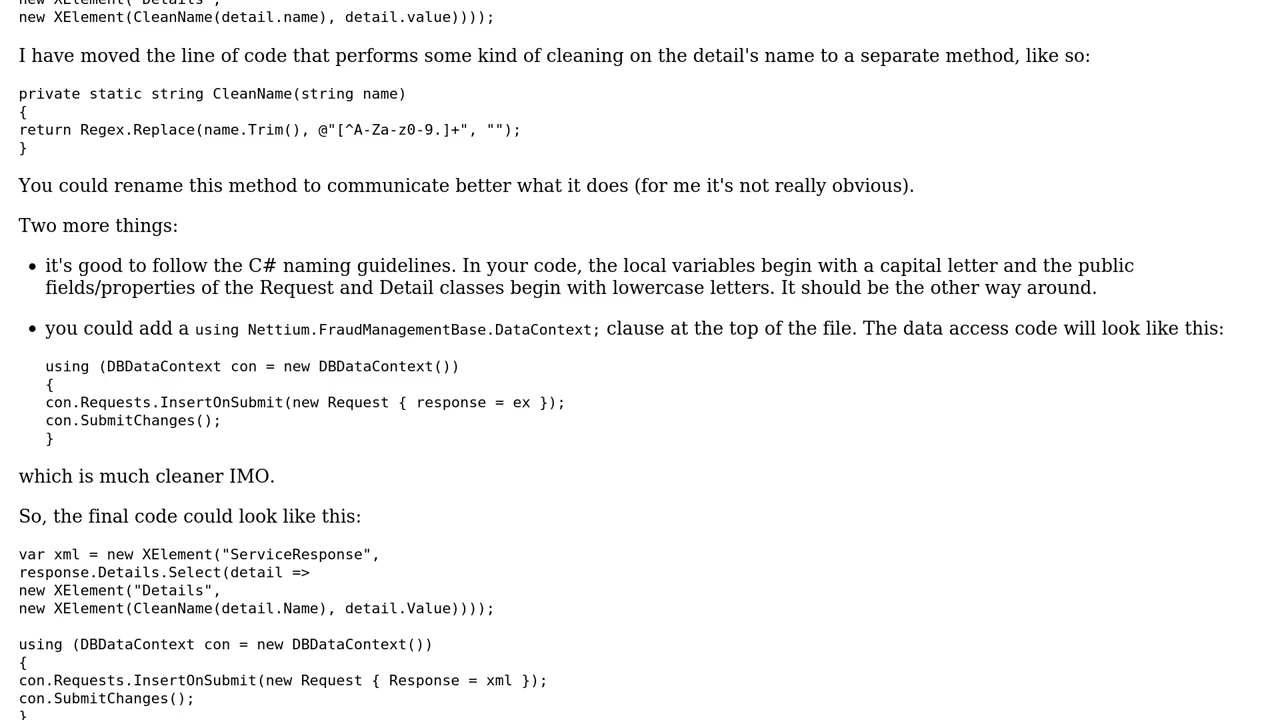 new XElement("Details",
new XElement(CleanName(detail.name), detail.value))));
I have moved the line of code that performs some kind of cleaning on the detail's name to a separate method, like so:
private static string CleanName(string name)
{
return Regex.Replace(name.Trim(), @"[^A-Za-z0-9.]+", "");
}
You could rename this method to communicate better what it does (for me it's not really obvious).
Two more things:
• it's good to follow the C# naming guidelines. In your code, the local variables begin with a capital letter and the public
fields/properties of the Request and Detail classes begin with lowercase letters. It should be the other way around.
• you could add a using Nettium.FraudManagementBase.DataContext; clause at the top of the file. The data access code will look like this:
using (DBDataContext con = new DBDataContext())
{
con.Requests.InsertOnSubmit(new Request { response = ex });
con.SubmitChanges();
}
which is much cleaner IMO.
So, the final code could look like this:
var xml = new XElement("ServiceResponse",
response.Details.Select(detail =>
new XElement("Details",
new XElement(CleanName(detail.Name), detail.Value))));
using (DBDataContext con = new DBDataContext())
{
con.Requests.InsertOnSubmit(new Request { Response = xml });
con.SubmitChanges();
}